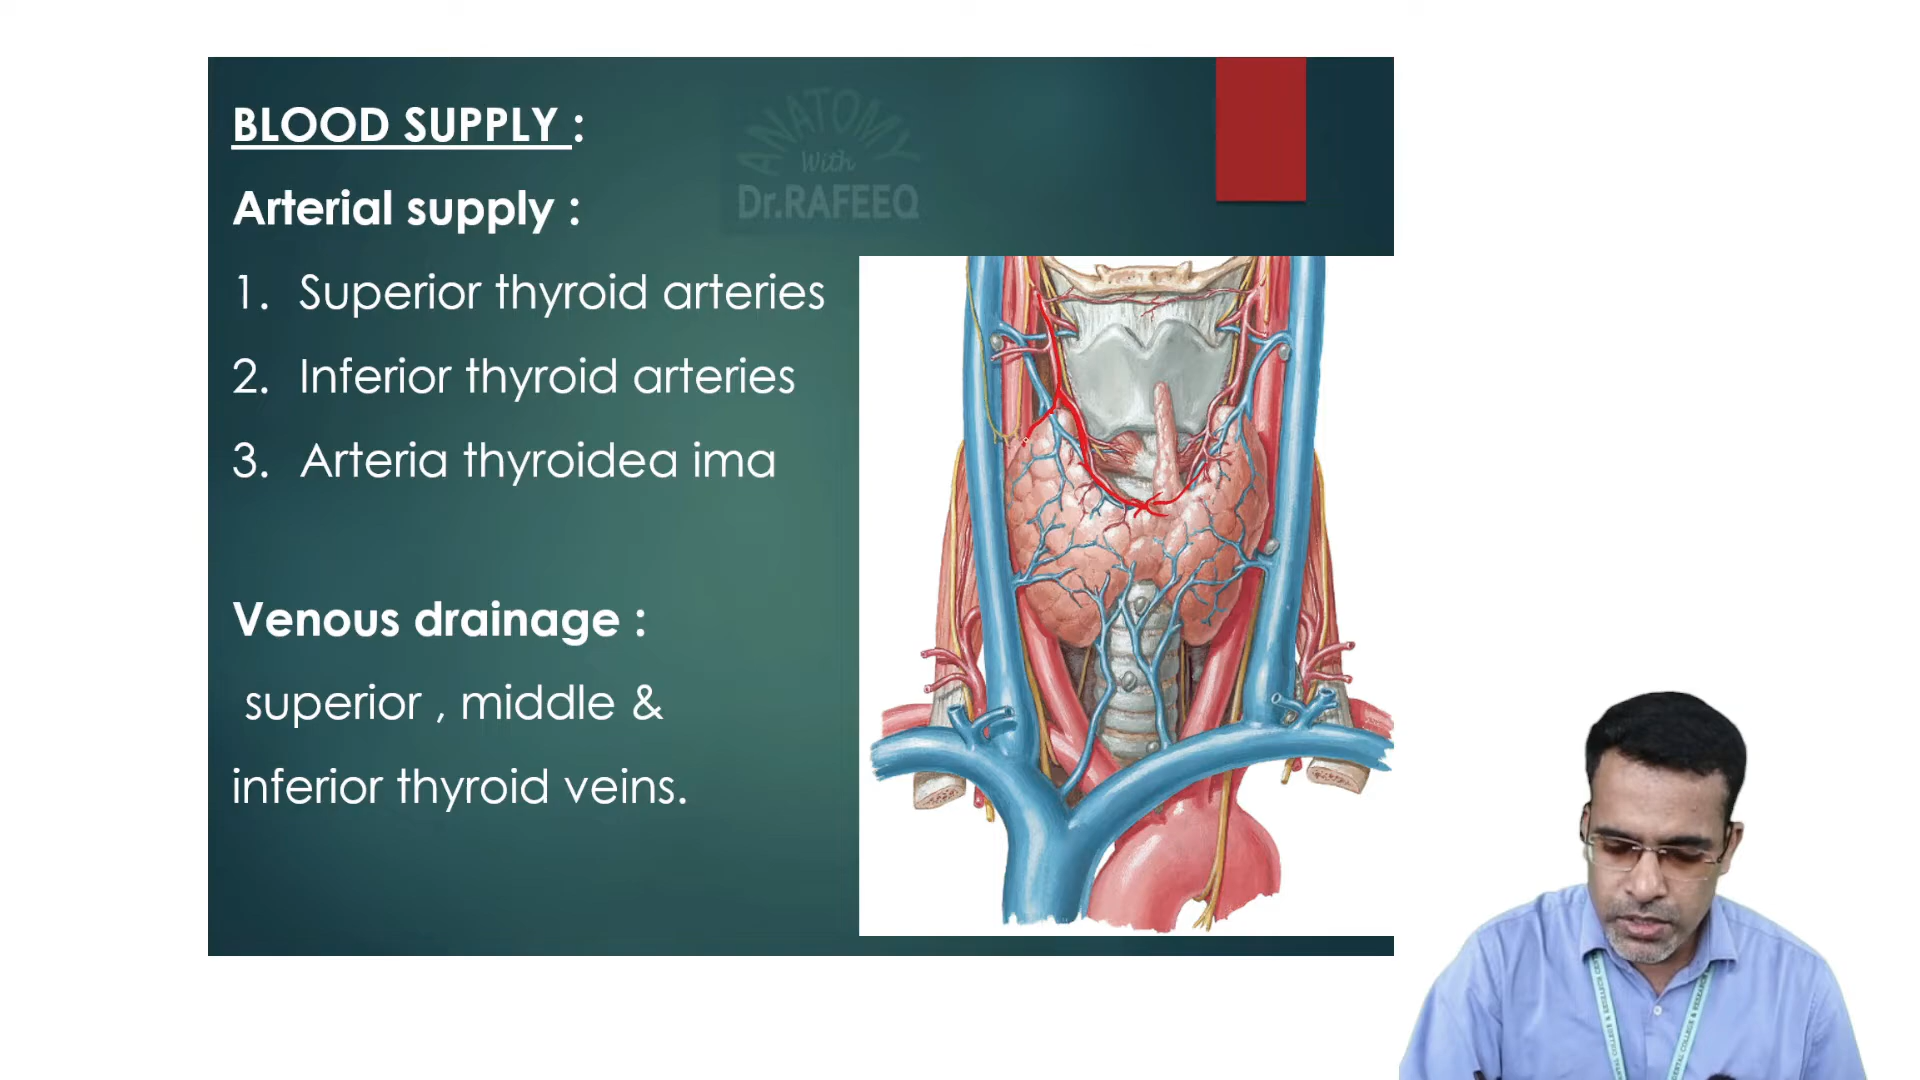 BLOOD SUPPLY :
ANATOMY
With
Dr.RAFEEQ
Arterial supply :
1. Superior thyroid arteries
2. Inferior thyroid arteries
3. Arteria thyroidea ima
Venous drainage :
superior , middle &
inferior thyroid veins.